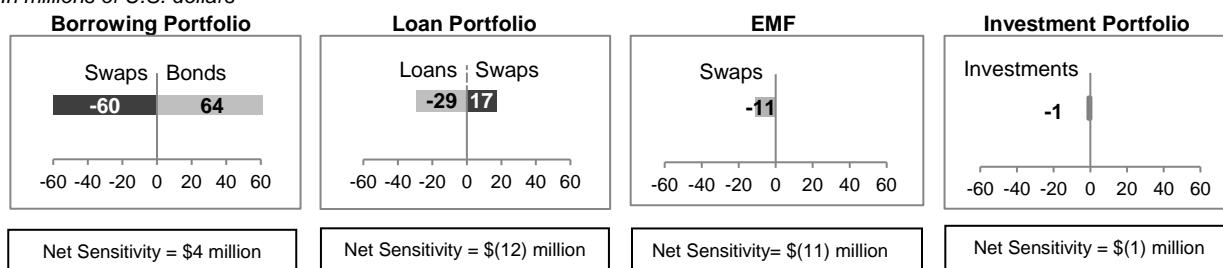 In millions of U.S. dollars
Borrowing Portfolio
Loan Portfolio
EMF
Investment Portfolio
Swaps Bonds
-60 64
-60 -40 -20 0 20 40 60
Loans Swaps
-29 17
-60 -40 -20 0 20 40 60
Swaps
-11
-60 -40 -20 0 20 40 60
Investments
-1
-60 -40 -20 0 20 40 60
Net Sensitivity = $4 million
Net Sensitivity = $(12) million
Net Sensitivity= $(11) million
Net Sensitivity = $(1) million